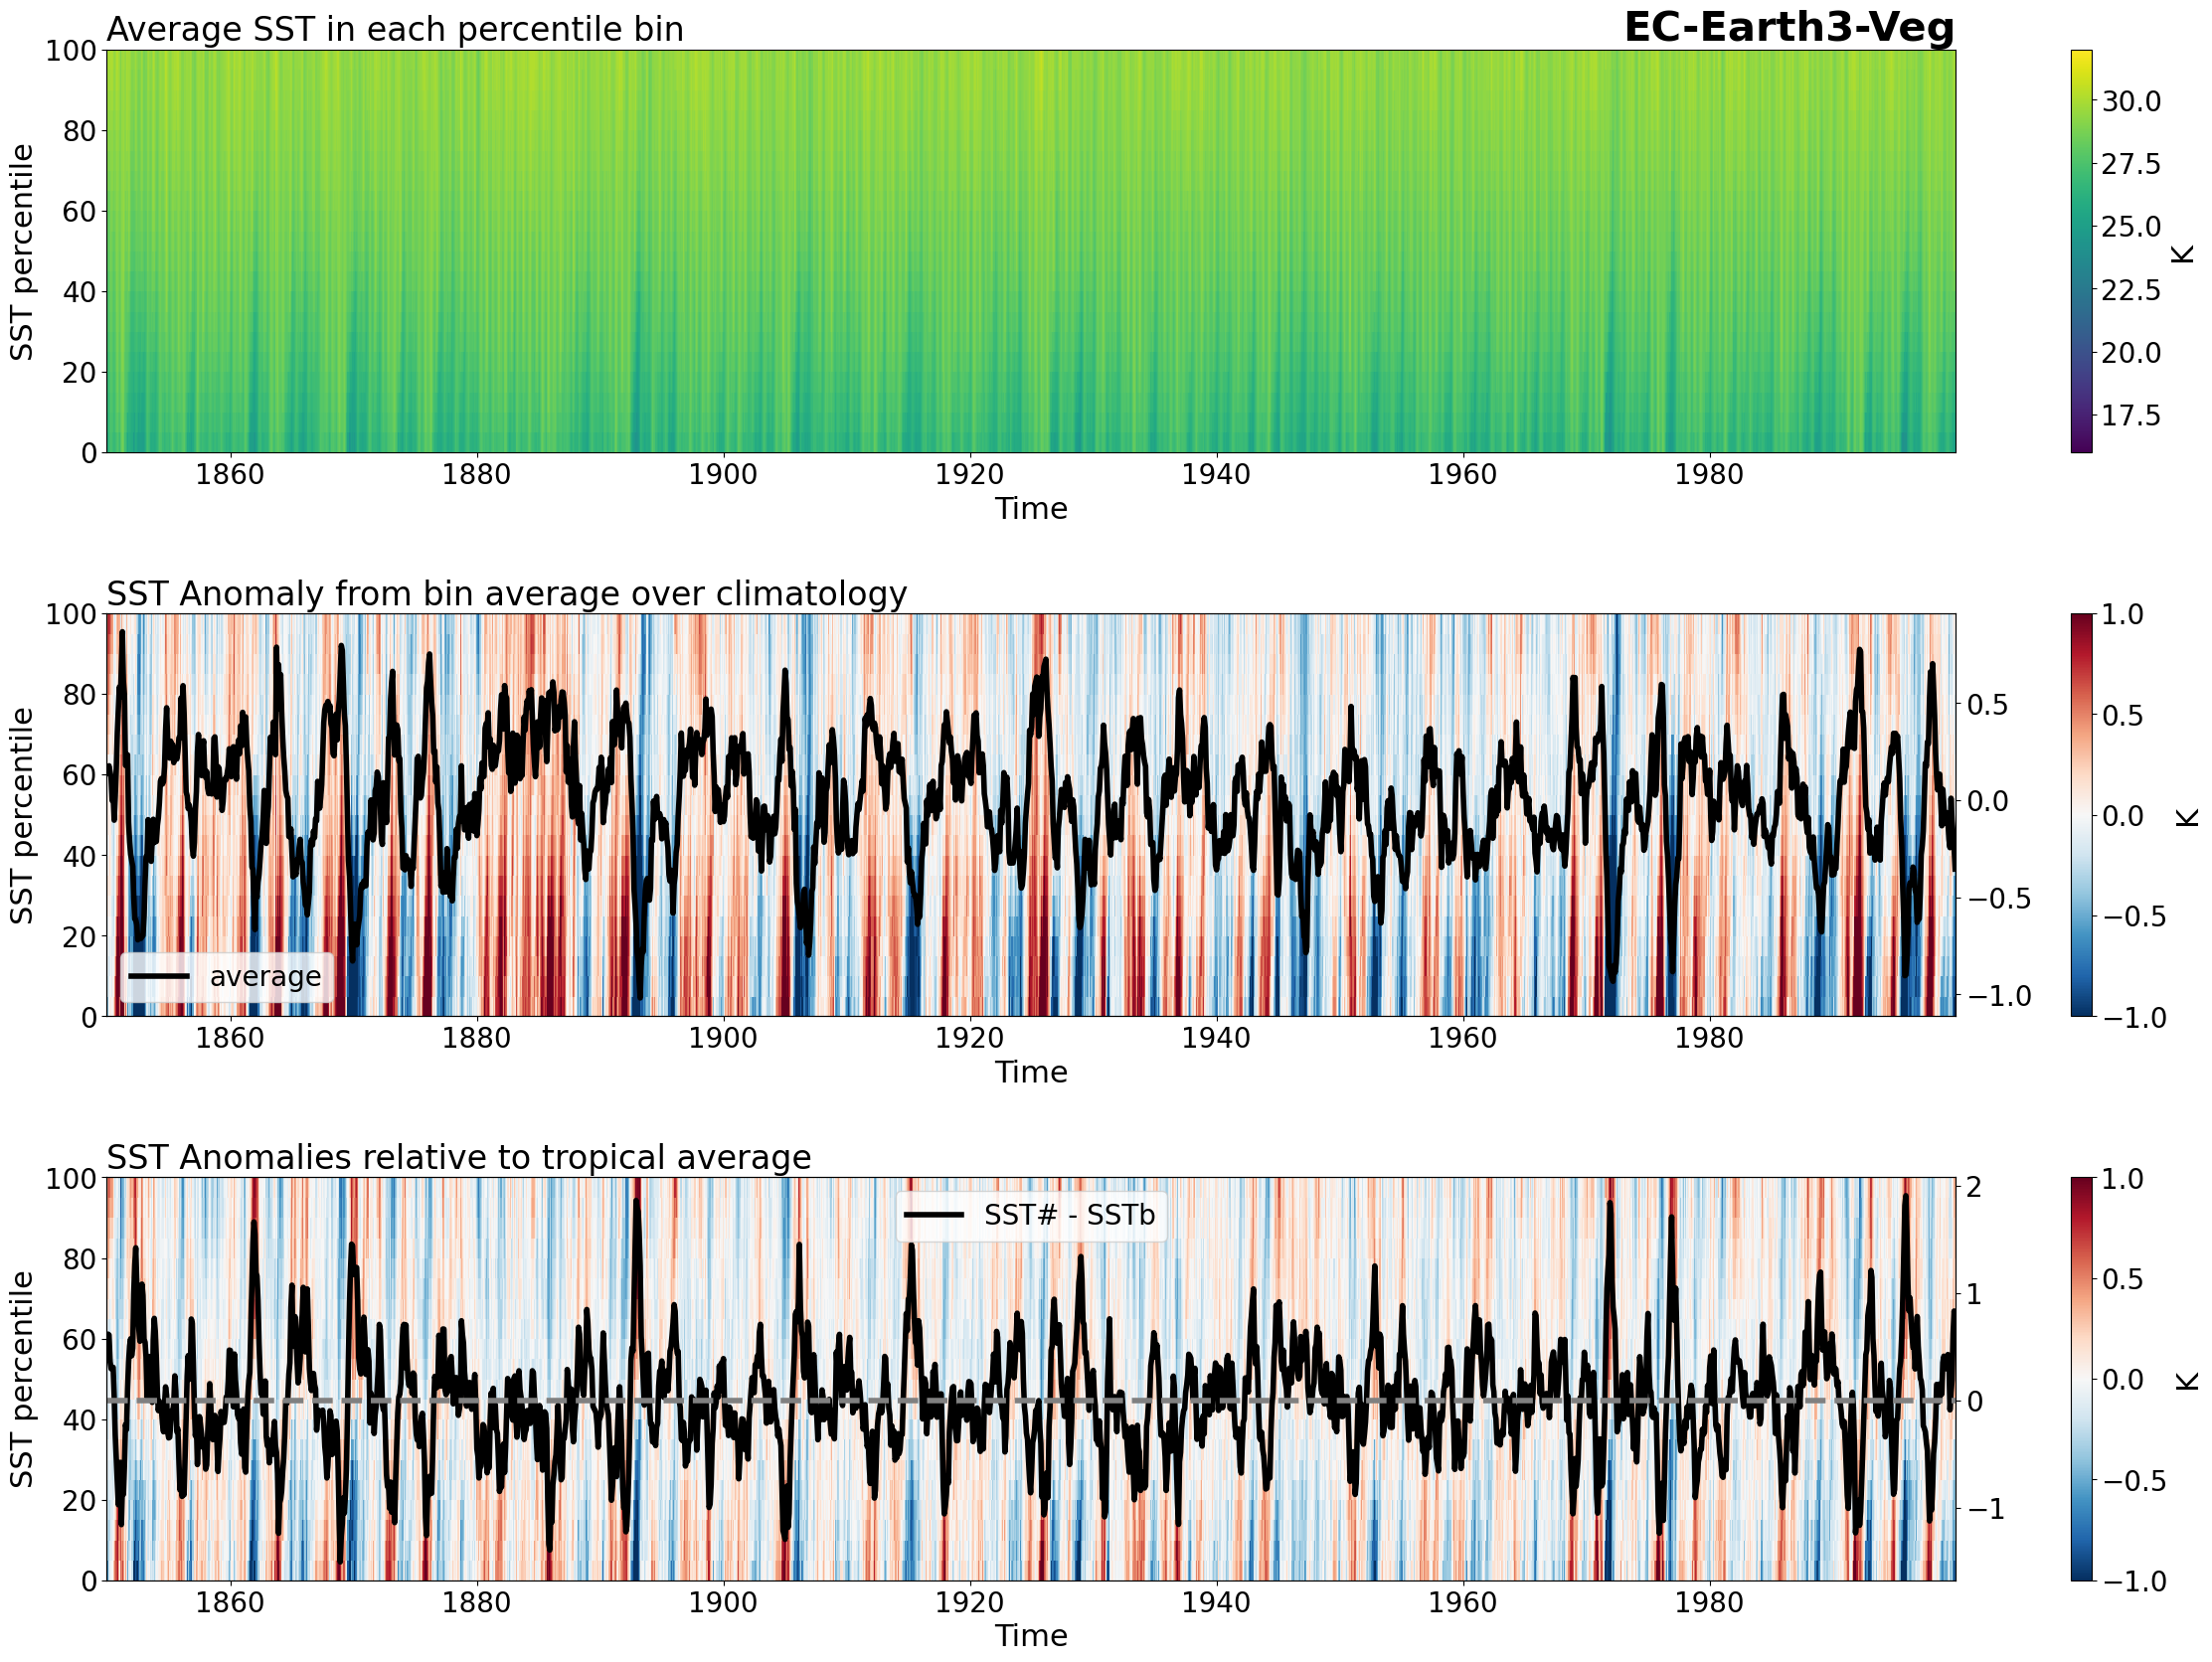 Average SST in each percentile bin
EC-Earth3-Veg
SST percentile
100
80
60
40
20
0
1860 1880 1900 1920 1940 1960 1980
Time
30.0
27.5
25.0
22.5
20.0
17.5
K
SST Anomaly from bin average over climatology
SST percentile
100
80
60
40
20
0
average
1860 1880 1900 1920 1940 1960 1980
Time
0.5
0.0
−0.5
−1.0
1.0
0.5
0.0
−0.5
−1.0
K
SST Anomalies relative to tropical average
SST percentile
100
80
60
40
20
0
SST# - SSTb
1860 1880 1900 1920 1940 1960 1980
Time
2
1
0
−1
1.0
0.5
0.0
−0.5
−1.0
K